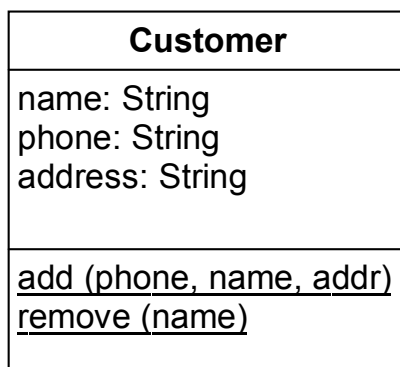 Customer
name: String
phone: String
address: String
add (phone, name, addr)
remove (name)